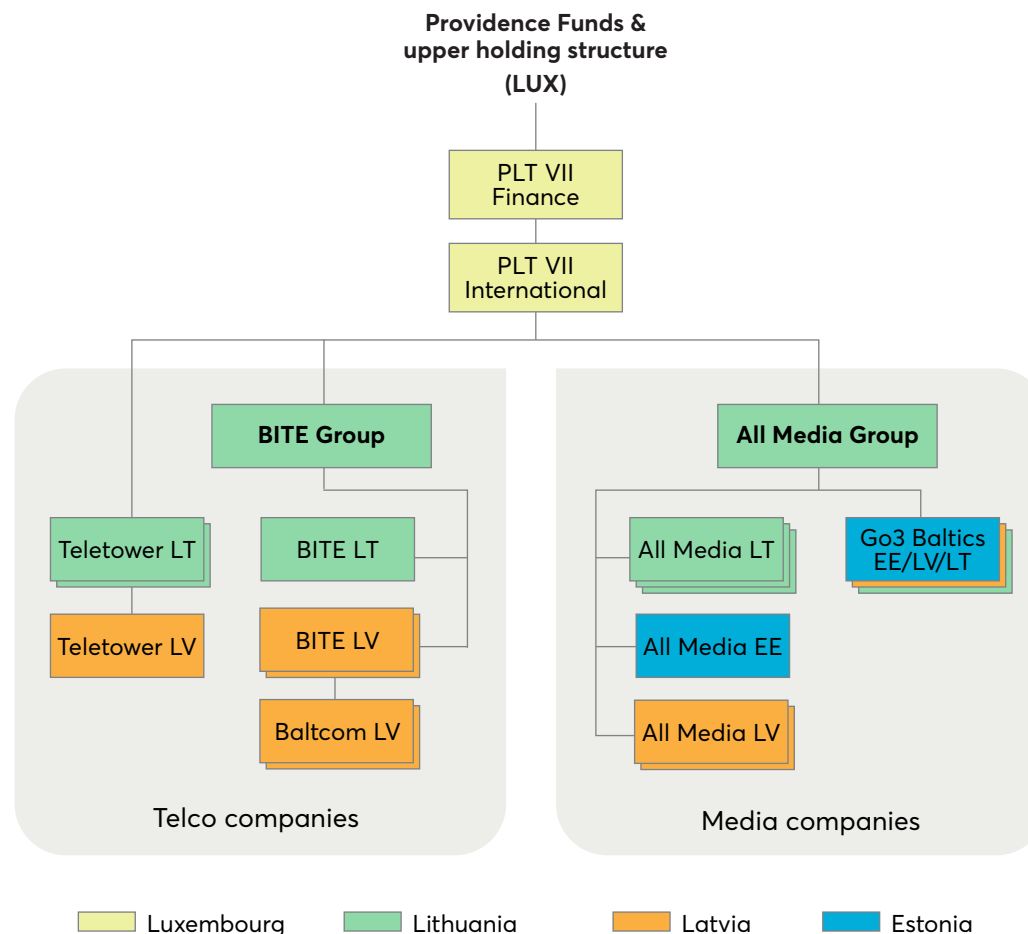 Providence Funds &
upper holding structure
(LUX)
PLT VII
Finance
PLT VII
International
BITE Group
All Media Group
Teletower LT
BITE LT
All Media LT
Go3 Baltics
EE/LV/LT
Teletower LV
BITE LV
All Media EE
Baltcom LV
All Media LV
Telco companies
Media companies
Luxembourg
Lithuania
Latvia
Estonia